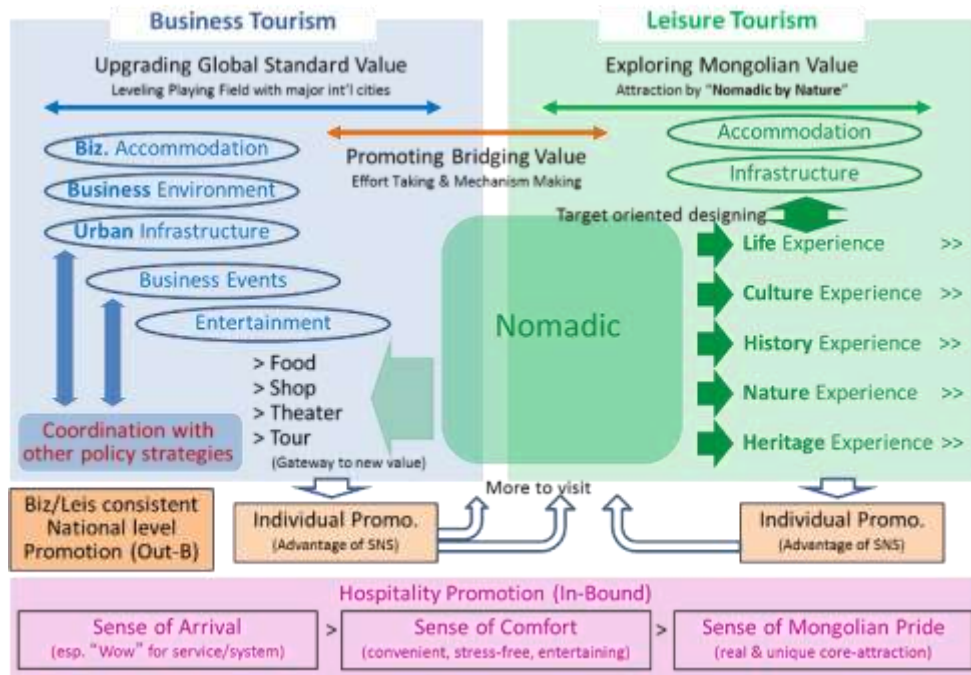 Business Tourism
Upgrading Global Standard Value
Leveling Playing Field with major int'l cities
Biz. Accommodation
Business Environment
Urban Infrastructure
Business Events
Entertainment
> Food
> Shop
> Theater
> Tour
(Gateway to new value)
Coordination with
other policy strategies
Promoting Bridging Value
Effort Taking & Mechanism Making
Nomadic
Leisure Tourism
Exploring Mongolian Value
Attraction by "Nomadic by Nature"
Accommodation
Infrastructure
Target oriented designing
Life Experience >>
Culture Experience >>
History Experience >>
Nature Experience >>
Heritage Experience >>
Biz/Leis consistent
National level
Promotion (Out-B)
Individual Promo.
(Advantage of SNS)
More to visit
Individual Promo.
(Advantage of SNS)
Hospitality Promotion (In-Bound)
Sense of Arrival
(esp. "Wow" for service/system)
>
Sense of Comfort
(convenient, stress-free, entertaining)
>
Sense of Mongolian Pride
(real & unique core-attraction)